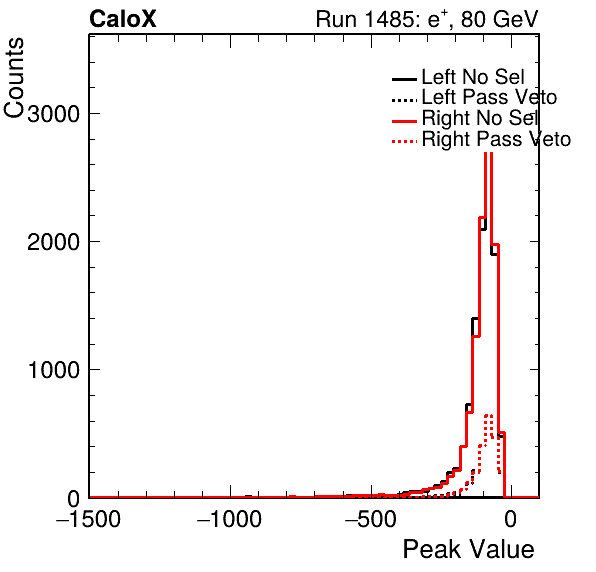 CaloX Run 1485: e⁺, 80 GeV
Counts
Left No Sel
Left Pass Veto
Right No Sel
Right Pass Veto
3000
2000
1000
0
−1500 −1000 −500 0
Peak Value